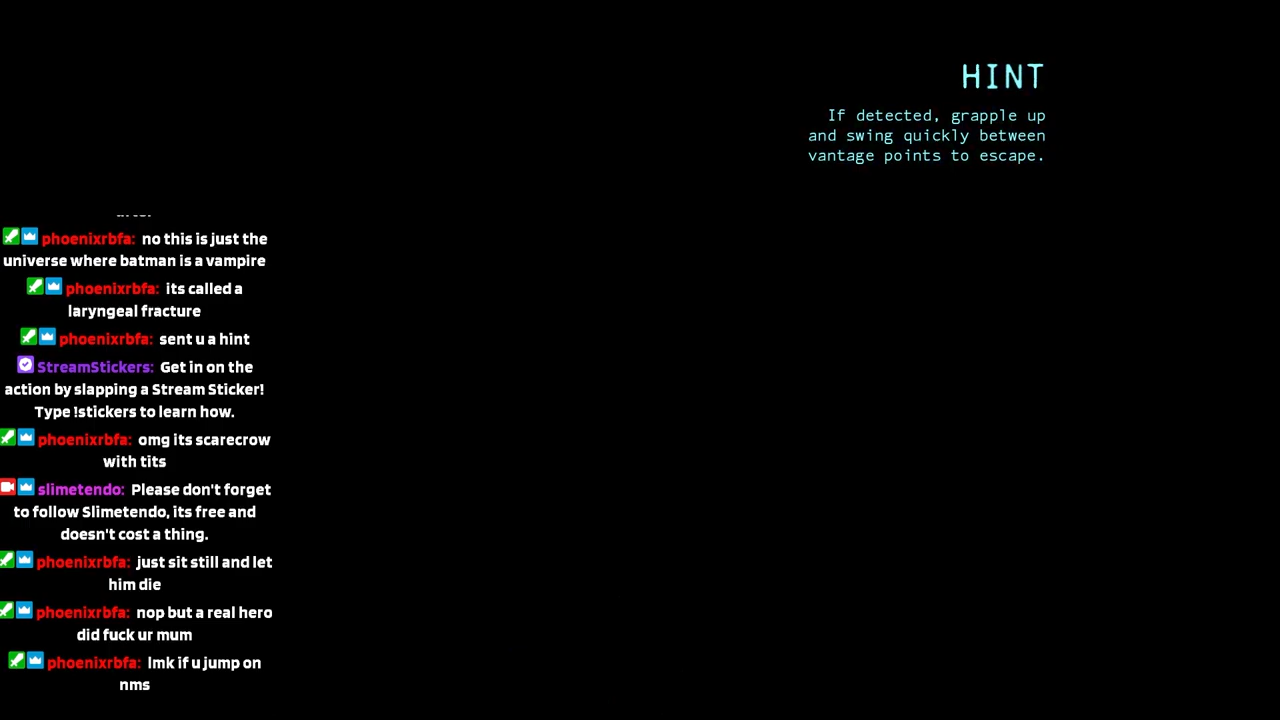 HINT
If detected, grapple up
and swing quickly between
vantage points to escape.
phoenixrbfa: no this is just the
universe where batman is a vampire
phoenixrbfa: its called a
laryngeal fracture
phoenixrbfa: sent u a hint
StreamStickers: Get in on the
action by slapping a Stream Sticker!
Type !stickers to learn how.
phoenixrbfa: omg its scarecrow
with tits
slimetendo: Please don't forget
to follow Slimetendo, its free and
doesn't cost a thing.
phoenixrbfa: just sit still and let
him die
phoenixrbfa: nop but a real hero
did fuck ur mum
phoenixrbfa: lmk if u jump on
nms